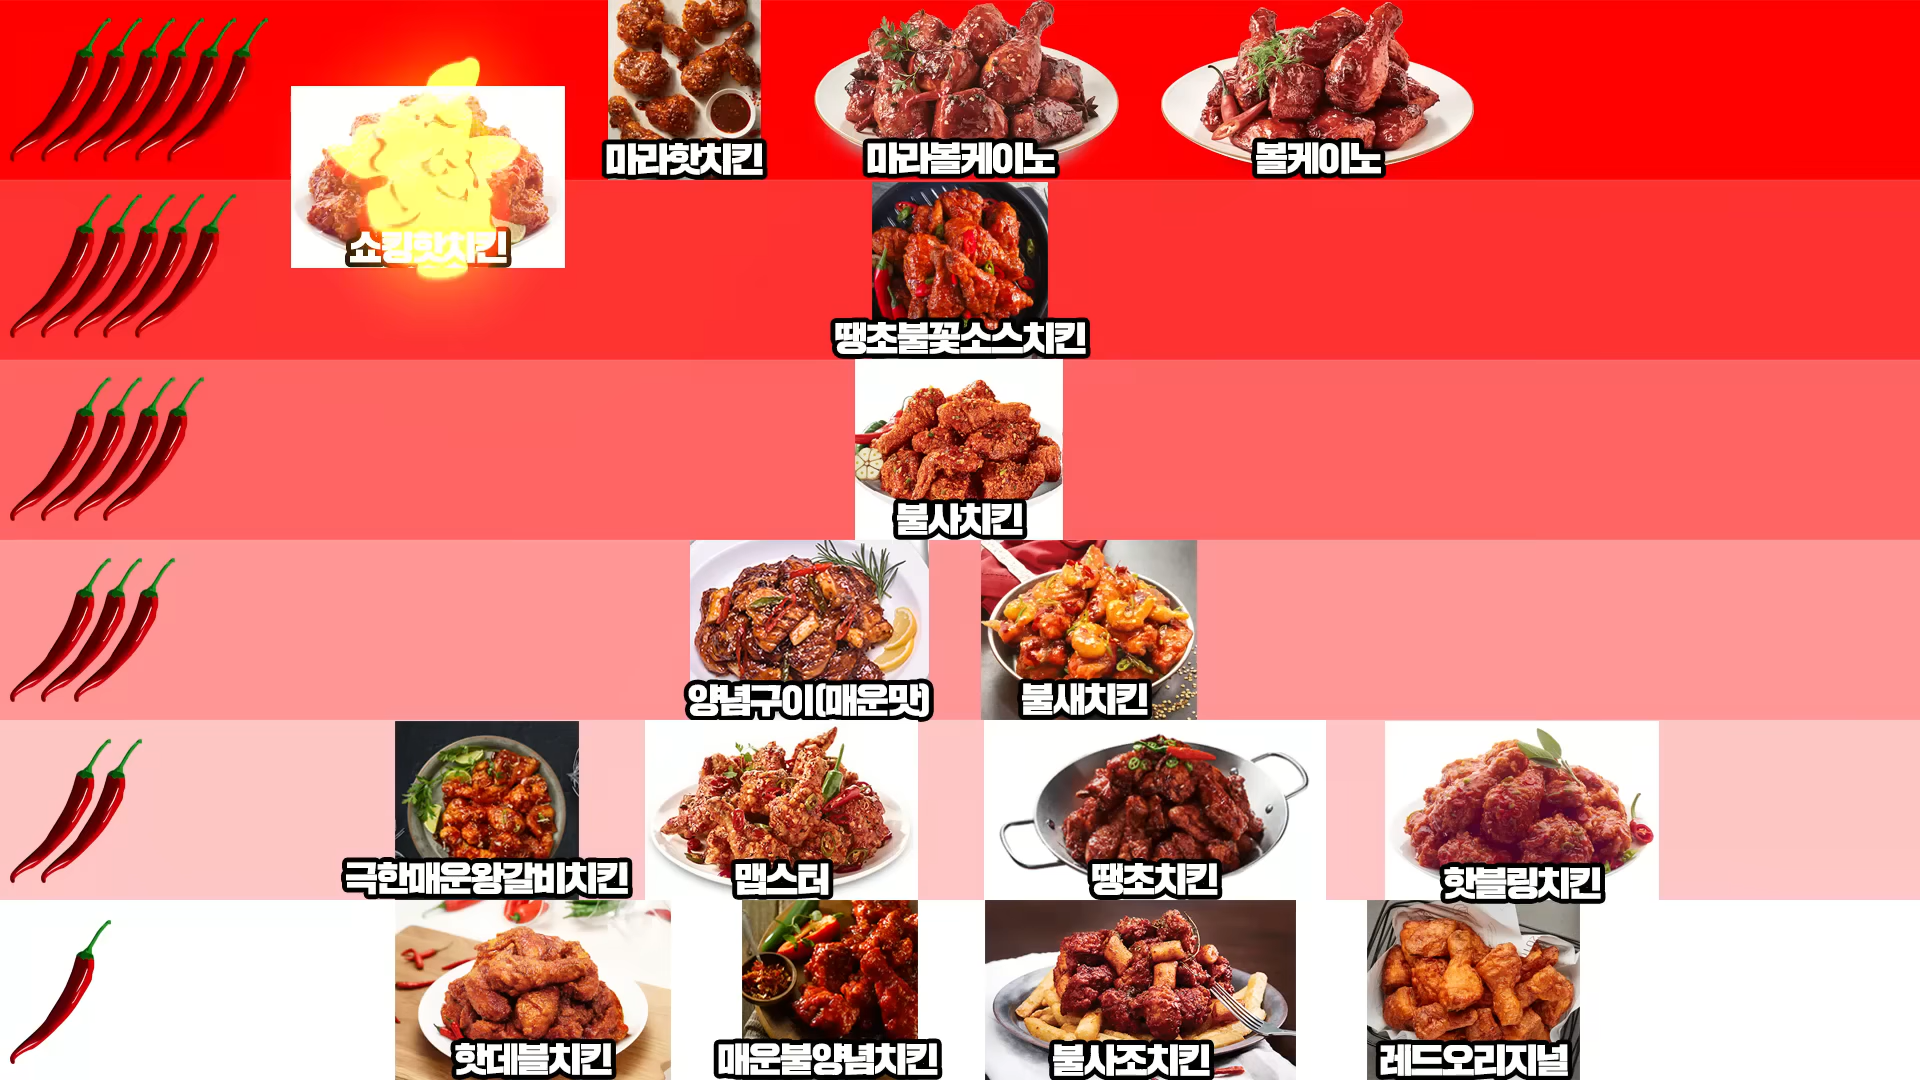 마라핫치킨
마라볼케이노
볼케이노
쇼킹핫치킨
땡초불꽃소스치킨
불사치킨
양념구이(매운맛)
불새치킨
극한매운왕갈비치킨
맵스터
땡초치킨
핫블링치킨
핫데블치킨
매운불양념치킨
불사조치킨
레드오리지널